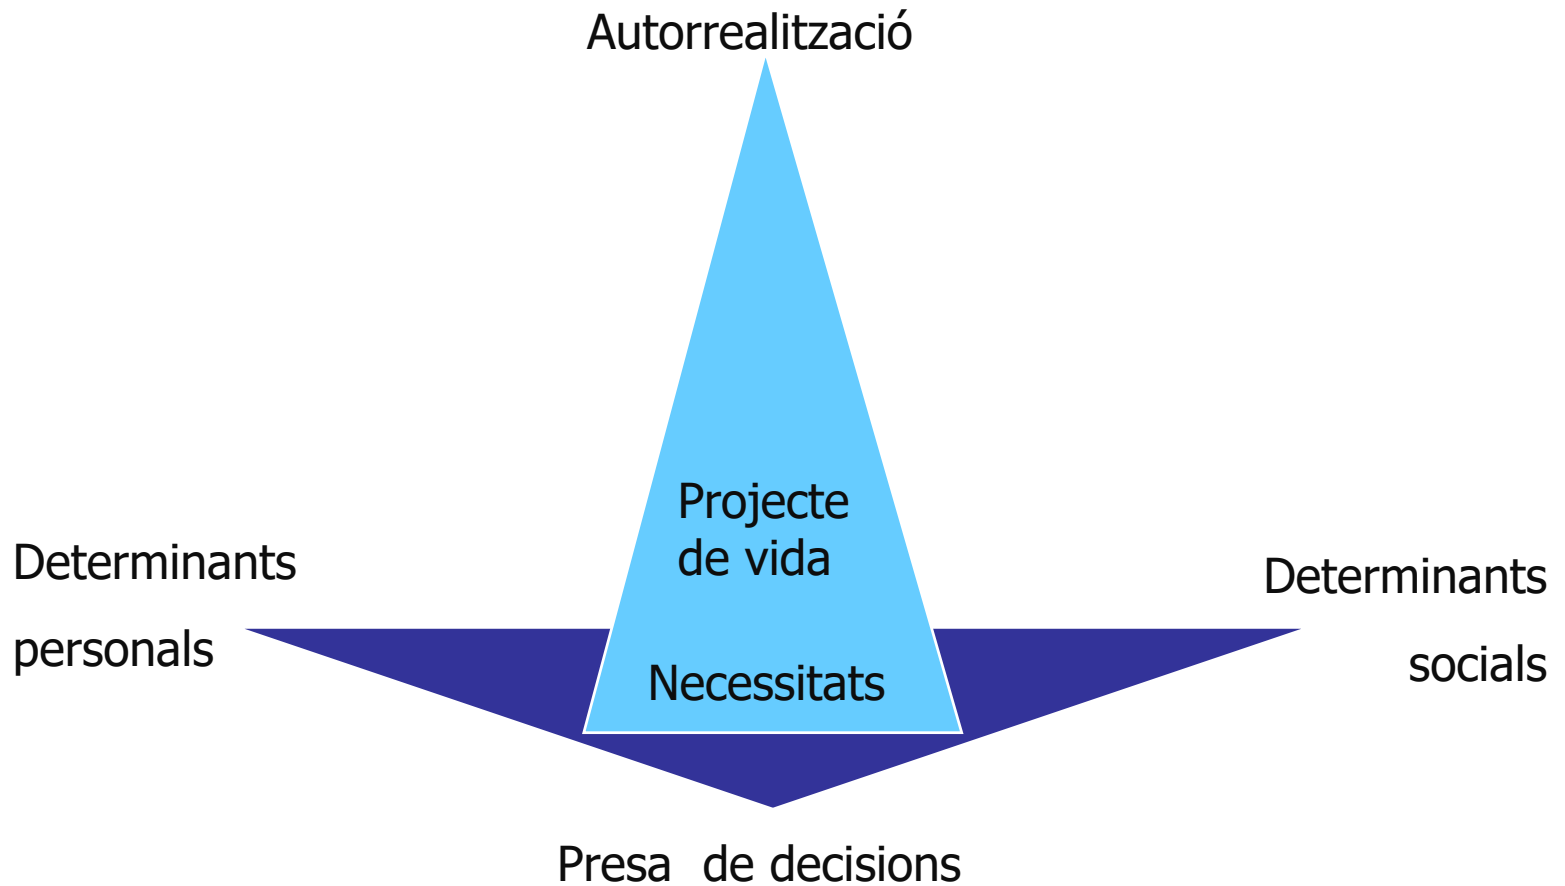 Autorrealització
Projecte
de vida
Determinants
personals
Determinants
socials
Necessitats
Presa  de decisions